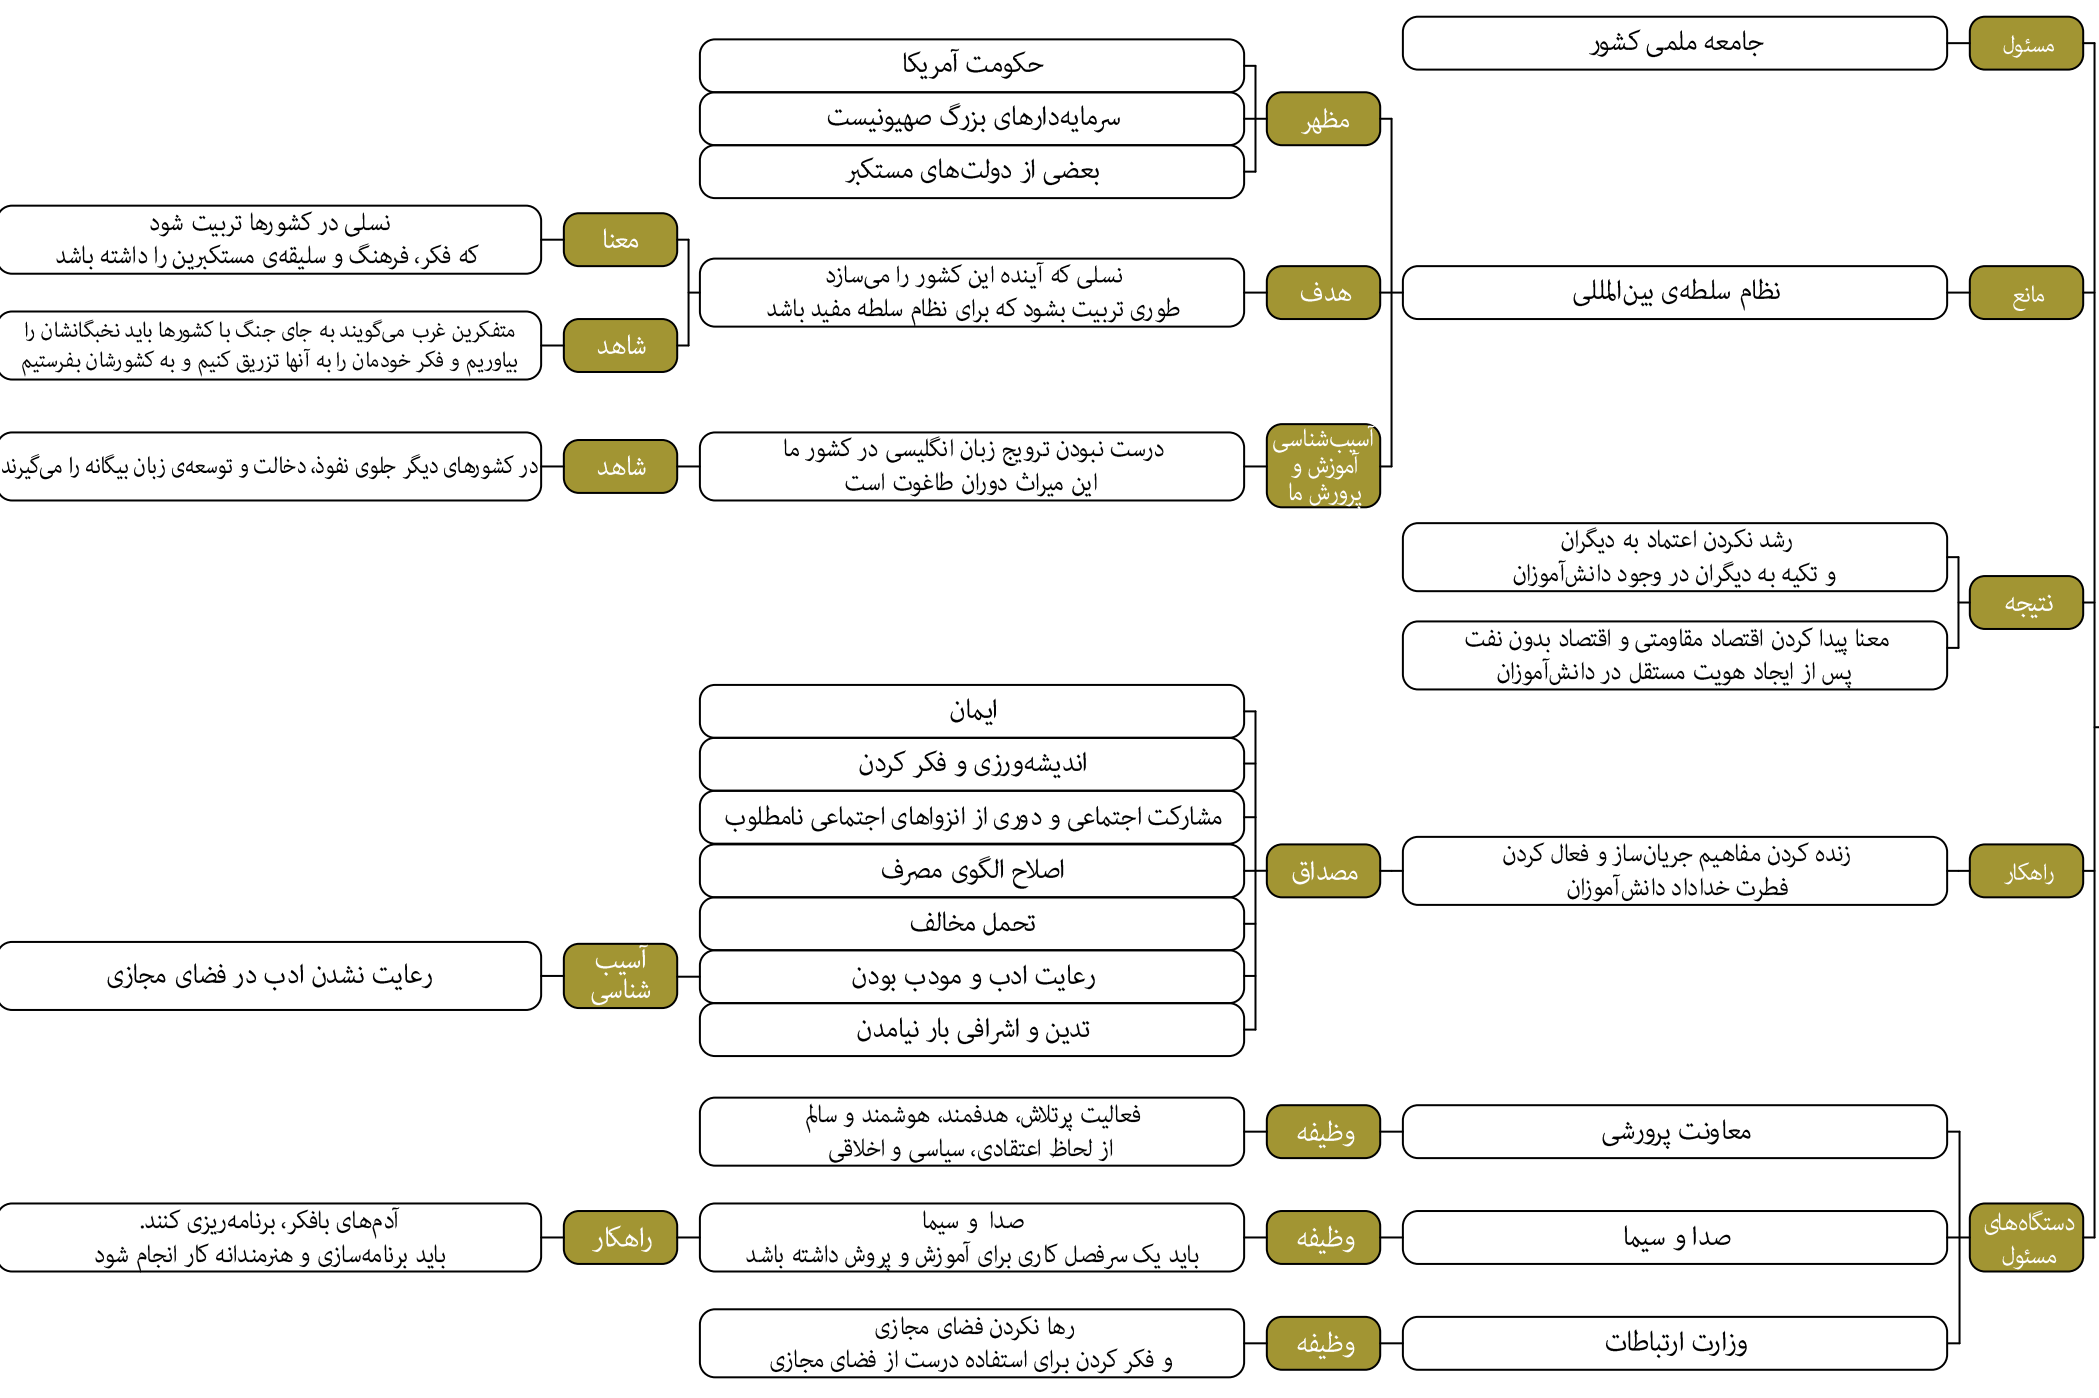 مسئول
جامعه ملمی کشور
مانع
نظام سلطه‌ی بین‌المللی
مظهر
حکومت آمریکا
سرمایه‌دارهای بزرگ صهیونیست
بعضی از دولت‌های مستکبر
هدف
نسلی که آینده این کشور را می‌سازد
طوری تربیت بشود که برای نظام سلطه مفید باشد
معنا
نسلی در کشورها تربیت شود
که فکر، فرهنگ و سلیقه‌ی مستکبرین را داشته باشد
شاهد
متفکرین غرب می‌گویند به جای جنگ با کشورها باید نخبگانشان را
بیاوریم و فکر خودمان را به آنها تزریق کنیم و به کشورشان بفرستیم
آسیب‌شناسی
آموزش و
پرورش ما
درست نبودن ترویج زبان انگلیسی در کشور ما
این میراث دوران طاغوت است
شاهد
در کشورهای دیگر جلوی نفوذ، دخالت و توسعه‌ی زبان بیگانه را می‌گیرند
نتیجه
رشد نکردن اعتماد به دیگران
و تکیه به دیگران در وجود دانش‌آموزان
معنا پیدا کردن اقتصاد مقاومتی و اقتصاد بدون نفت
پس از ایجاد هویت مستقل در دانش‌آموزان
راهکار
زنده کردن مفاهیم جریان‌ساز و فعال کردن
فطرت خداداد دانش‌آموزان
مصداق
ایمان
اندیشه‌ورزی و فکر کردن
مشارکت اجتماعی و دوری از انزواهای اجتماعی نامطلوب
اصلاح الگوی مصرف
تحمل مخالف
رعایت ادب و مودب بودن
آسیب
شناسی
رعایت نشدن ادب در فضای مجازی
تدین و اشرافی بار نیامدن
دستگاه‌های
مسئول
معاونت پرورشی
وظیفه
فعالیت پرتلاش، هدفمند، هوشمند و سالم
از لحاظ اعتقادی، سیاسی و اخلاقی
صدا و سیما
وظیفه
صدا و سیما
باید یک سرفصل کاری برای آموزش و پروش داشته باشد
راهکار
آدم‌های بافکر، برنامه‌ریزی کنند.
باید برنامه‌سازی و هنرمندانه کار انجام شود
وزارت ارتباطات
وظیفه
رها نکردن فضای مجازی
و فکر کردن برای استفاده درست از فضای مجازی